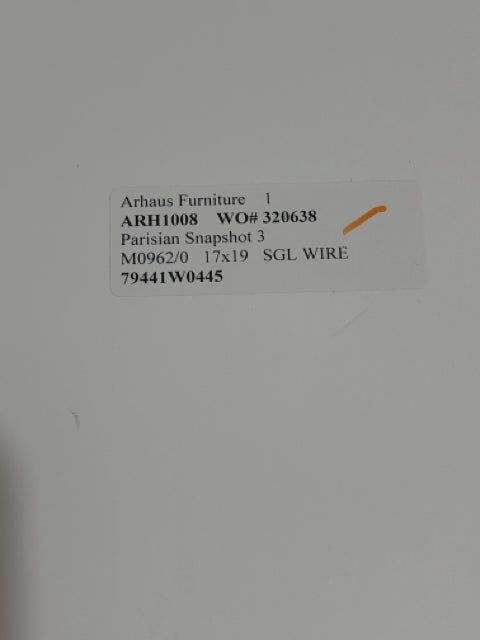 Arhaus Furniture 1
ARH1008 WO# 320638
Parisian Snapshot 3
M0962/0 17x19 SGL WIRE
79441W0445